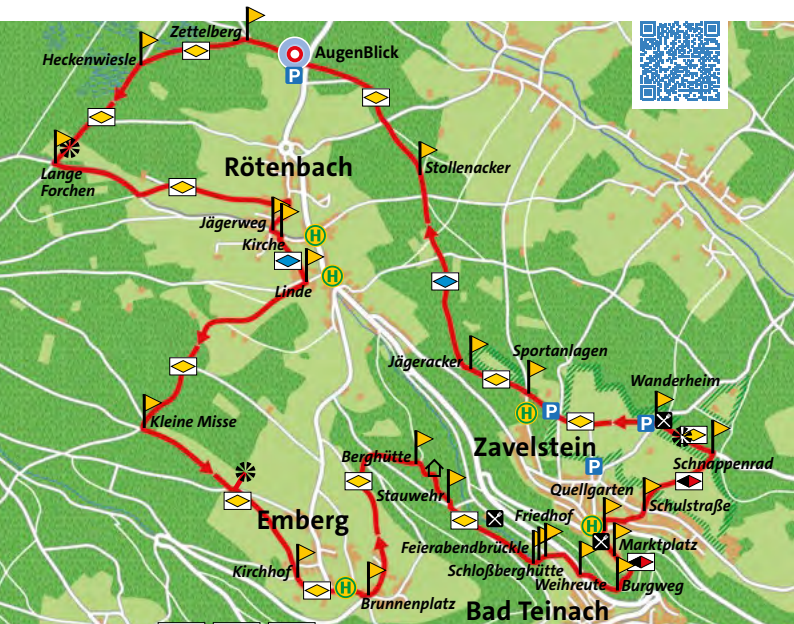 Zettelberg
Heckenwiesle
AugenBlick
P
Lange
Forchen
Rötenbach
Stollenacker
Jägerweg
Kirche
H
H
Linde
Jägeracker
Sportanlagen
Wanderheim
Kleine Misse
H
P
P
Zavelstein
Schnappenrad
Berghütte
P
Stauwehr
Quellgarten
Schulstraße
Emberg
Friedhof
H
Feierabendbrückle
Marktplatz
Kirchhof
Schloßberghütte
Weihreute
Burgweg
H
Brunnenplatz
Bad Teinach